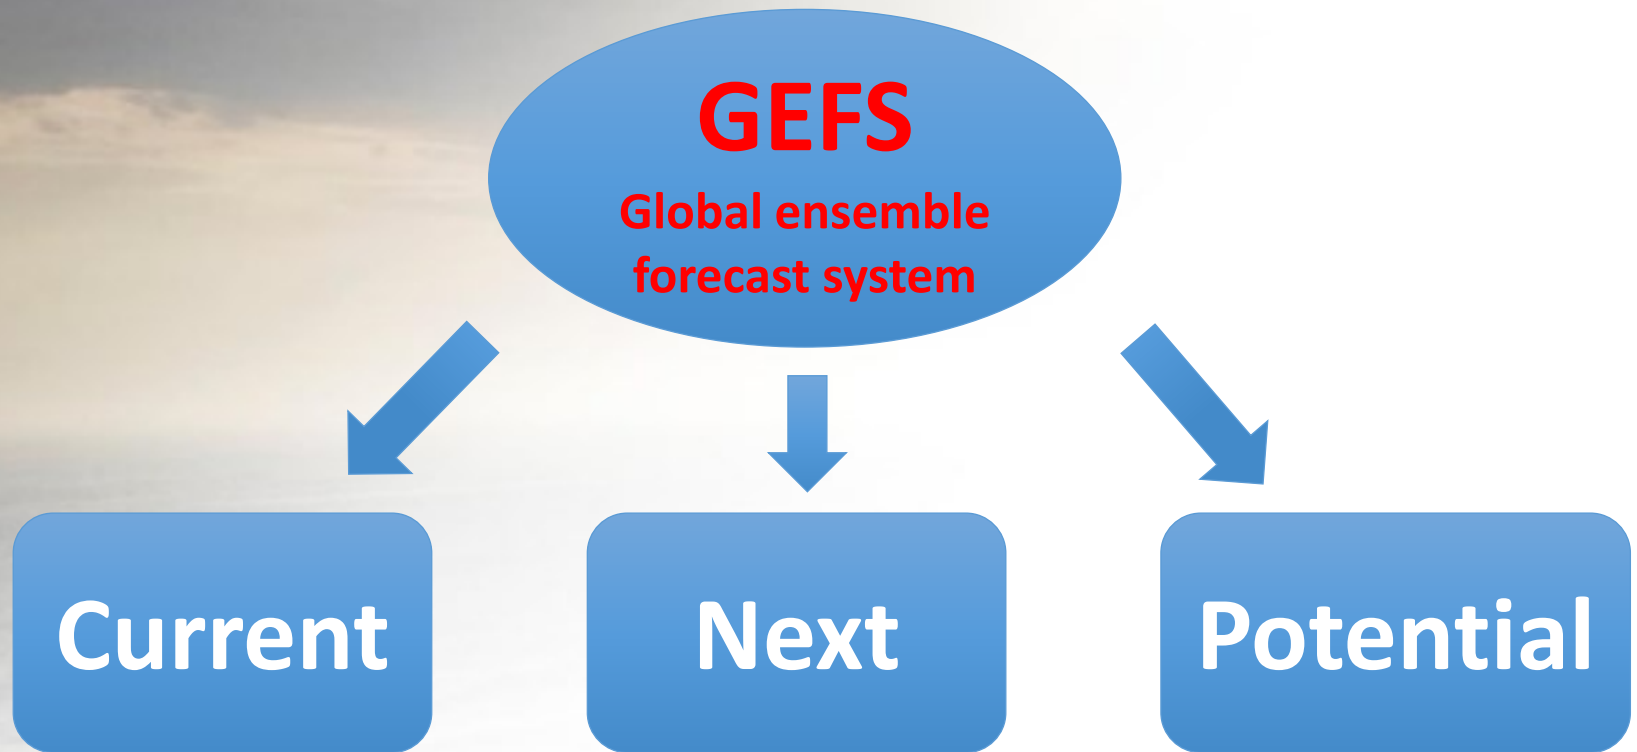 GEFS
Global ensemble
forecast system
Current
Next
Potential